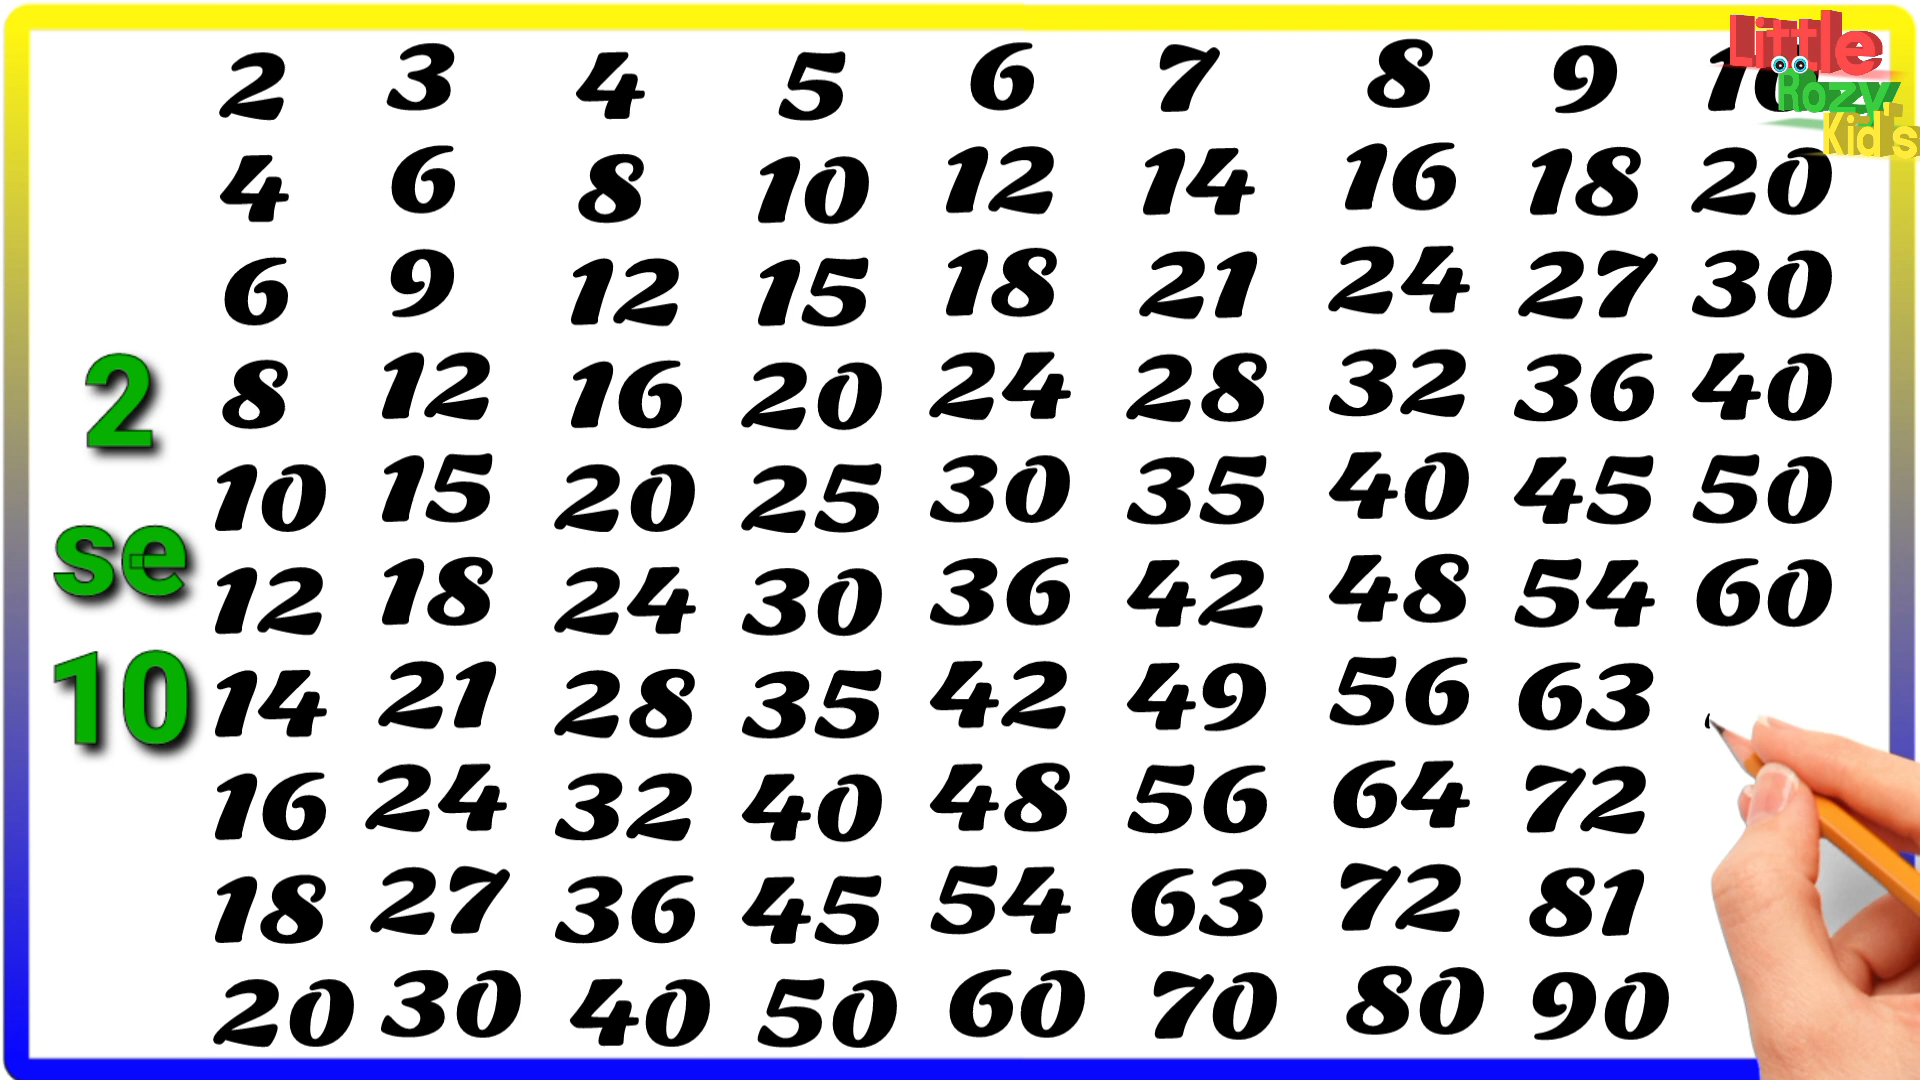 2 3 4 5 6 7 8 9 10
Little
Rozy
Kid's
4 6 8 10 12 14 16 18 20
6 9 12 15 18 21 24 27 30
8 12 16 20 24 28 32 36 40
10 15 20 25 30 35 40 45 50
12 18 24 30 36 42 48 54 60
14 21 28 35 42 49 56 63
16 24 32 40 48 56 64 72
18 27 36 45 54 63 72 81
20 30 40 50 60 70 80 90
2
se
10